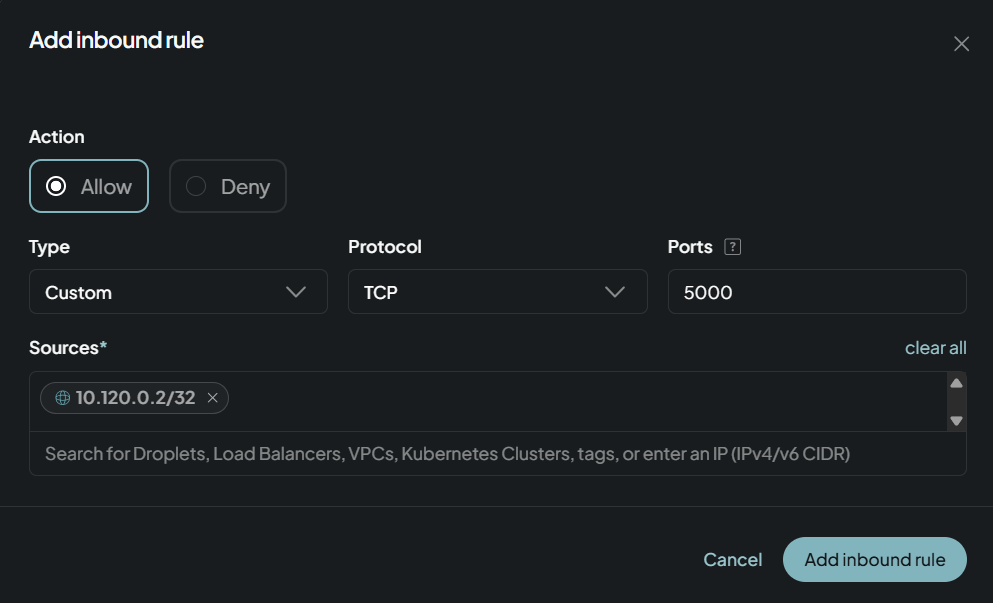 Add inbound rule
Action
Allow Deny
Type Protocol Ports ?
Custom TCP 5000
Sources* clear all
10.120.0.2/32
Search for Droplets, Load Balancers, VPCs, Kubernetes Clusters, tags, or enter an IP (IPv4/v6 CIDR)
Cancel Add inbound rule